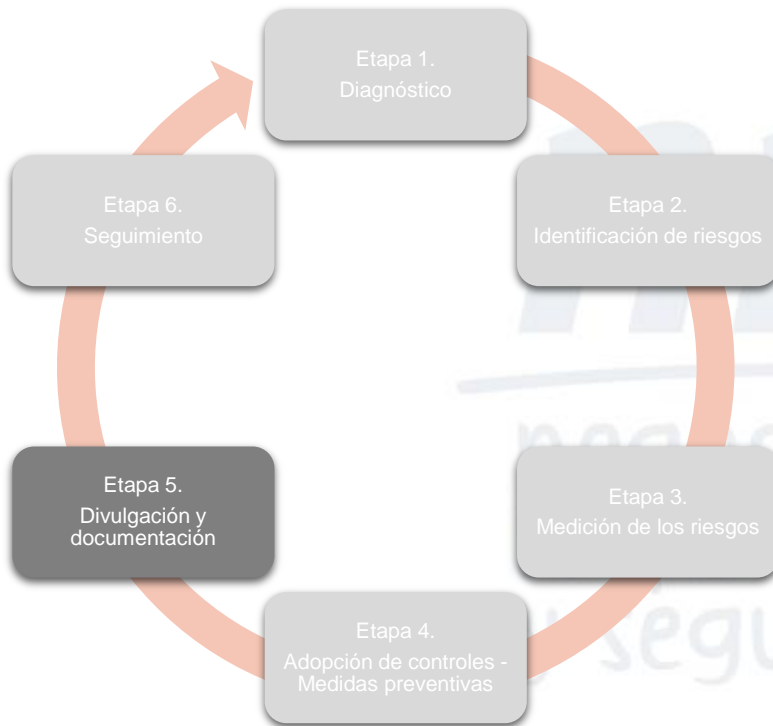 Etapa 1.
Diagnóstico
Etapa 2.
Identificación de riesgos
Etapa 3.
Medición de los riesgos
Etapa 4.
Adopción de controles -
Medidas preventivas
Etapa 5.
Divulgación y
documentación
Etapa 6.
Seguimiento